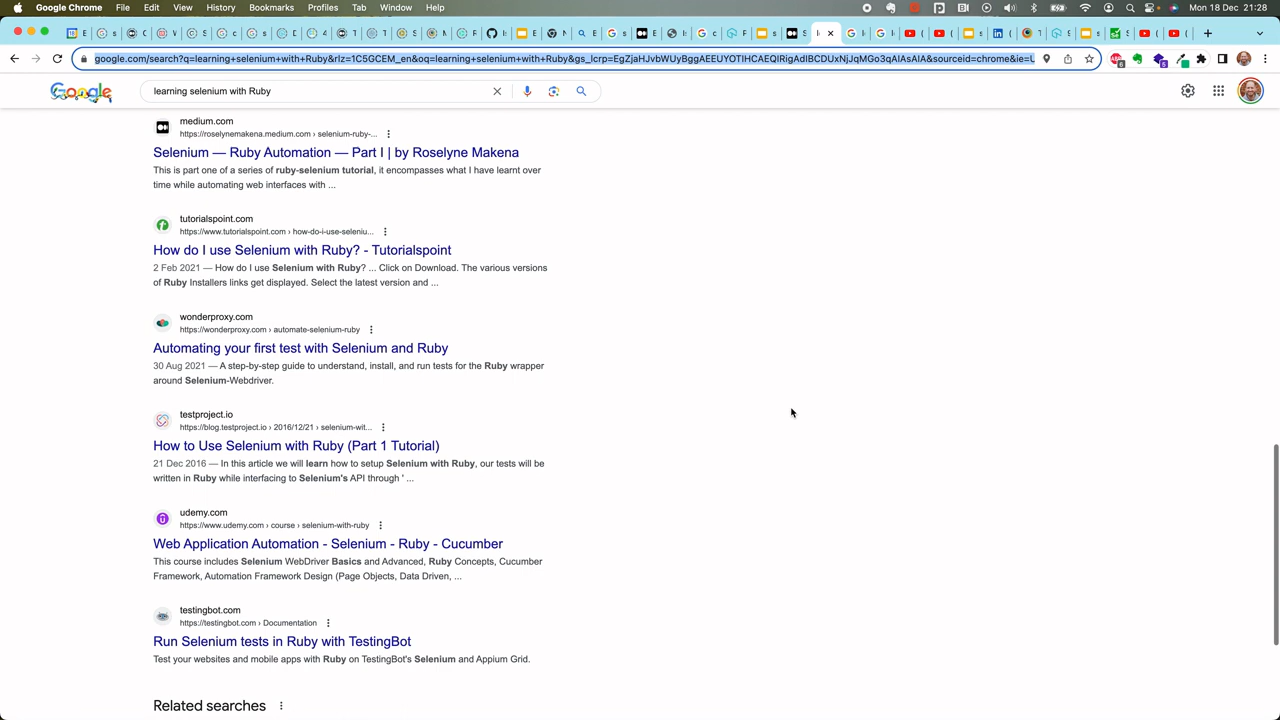 Chrome File Edit View History Bookmarks Profiles Tab Window Help
Mon 18 Dec 21:28
google.com/search?q=learning+selenium+with+Ruby&rlz=1C5GCEM_en&oq=learning+selenium+with+Ruby&gs_lcrp=EgZjaHJvbWUyBggAEEUYOTIHCAEQIRigAdIBCDUxNjJqMGo3qAIAsAIA&sourceid=chrome&ie=U
Google
learning selenium with Ruby
medium.com
https://roselynemakena.medium.com › selenium-ruby-...
Selenium — Ruby Automation — Part I | by Roselyne Makena
This is part one of a series of ruby-selenium tutorial, it encompasses what I have learnt over
time while automating web interfaces with ...
tutorialspoint.com
https://www.tutorialspoint.com › how-do-i-use-seleniu...
How do I use Selenium with Ruby? - Tutorialspoint
2 Feb 2021 — How do I use Selenium with Ruby? ... Click on Download. The various versions
of Ruby Installers links get displayed. Select the latest version and ...
wonderproxy.com
https://wonderproxy.com › automate-selenium-ruby
Automating your first test with Selenium and Ruby
30 Aug 2021 — A step-by-step guide to understand, install, and run tests for the Ruby wrapper
around Selenium-Webdriver.
testproject.io
https://blog.testproject.io › 2016/12/21 › selenium-wit...
How to Use Selenium with Ruby (Part 1 Tutorial)
21 Dec 2016 — In this article we will learn how to setup Selenium with Ruby, our tests will be
written in Ruby while interfacing to Selenium's API through ' ...
udemy.com
https://www.udemy.com › course › selenium-with-ruby
Web Application Automation - Selenium - Ruby - Cucumber
This course includes Selenium WebDriver Basics and Advanced, Ruby Concepts, Cucumber
Framework, Automation Framework Design (Page Objects, Data Driven, ...
testingbot.com
https://testingbot.com › Documentation
Run Selenium tests in Ruby with TestingBot
Test your websites and mobile apps with Ruby on TestingBot's Selenium and Appium Grid.
Related searches